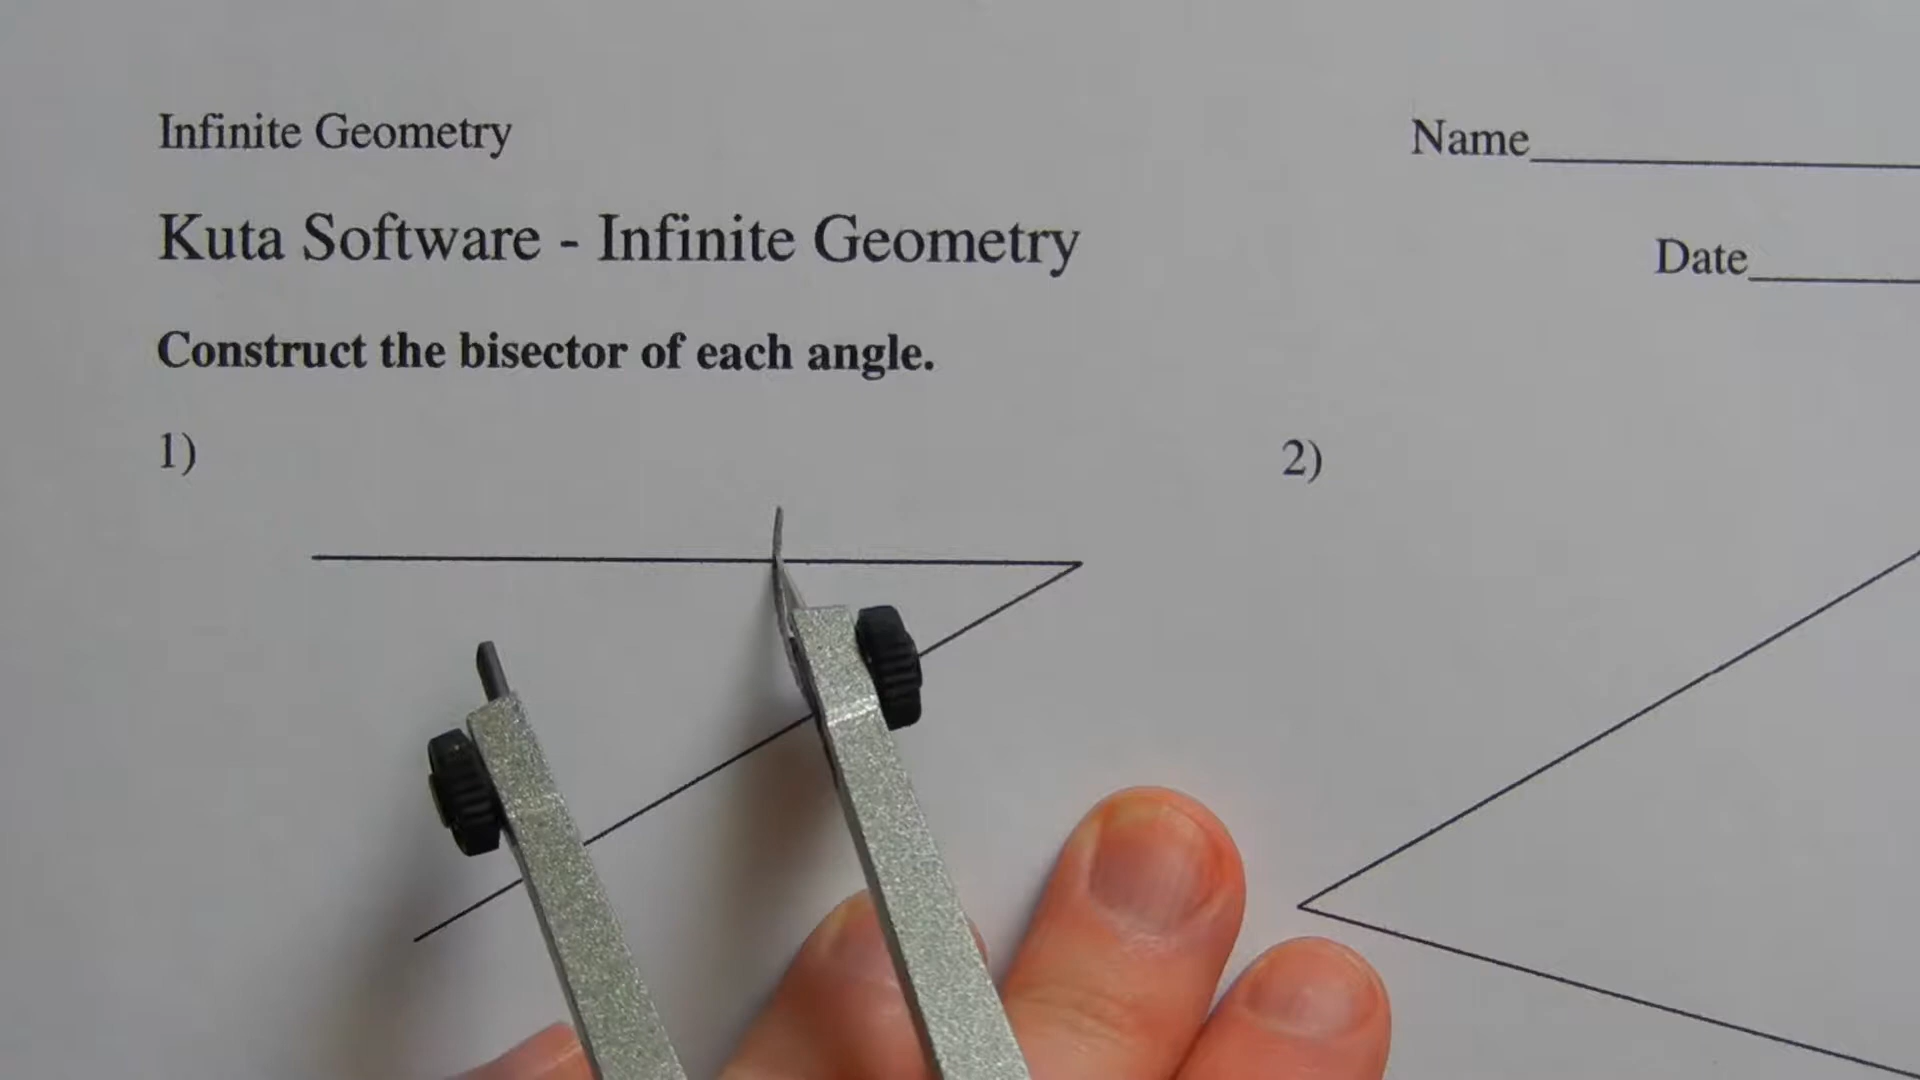 Infinite Geometry
Name
Kuta Software - Infinite Geometry
Date
Construct the bisector of each angle.
1)
2)